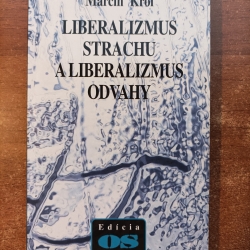 Marcin Król
LIBERALIZMUS
STRACHU
A LIBERALIZMUS
ODVAHY
Edícia
OS